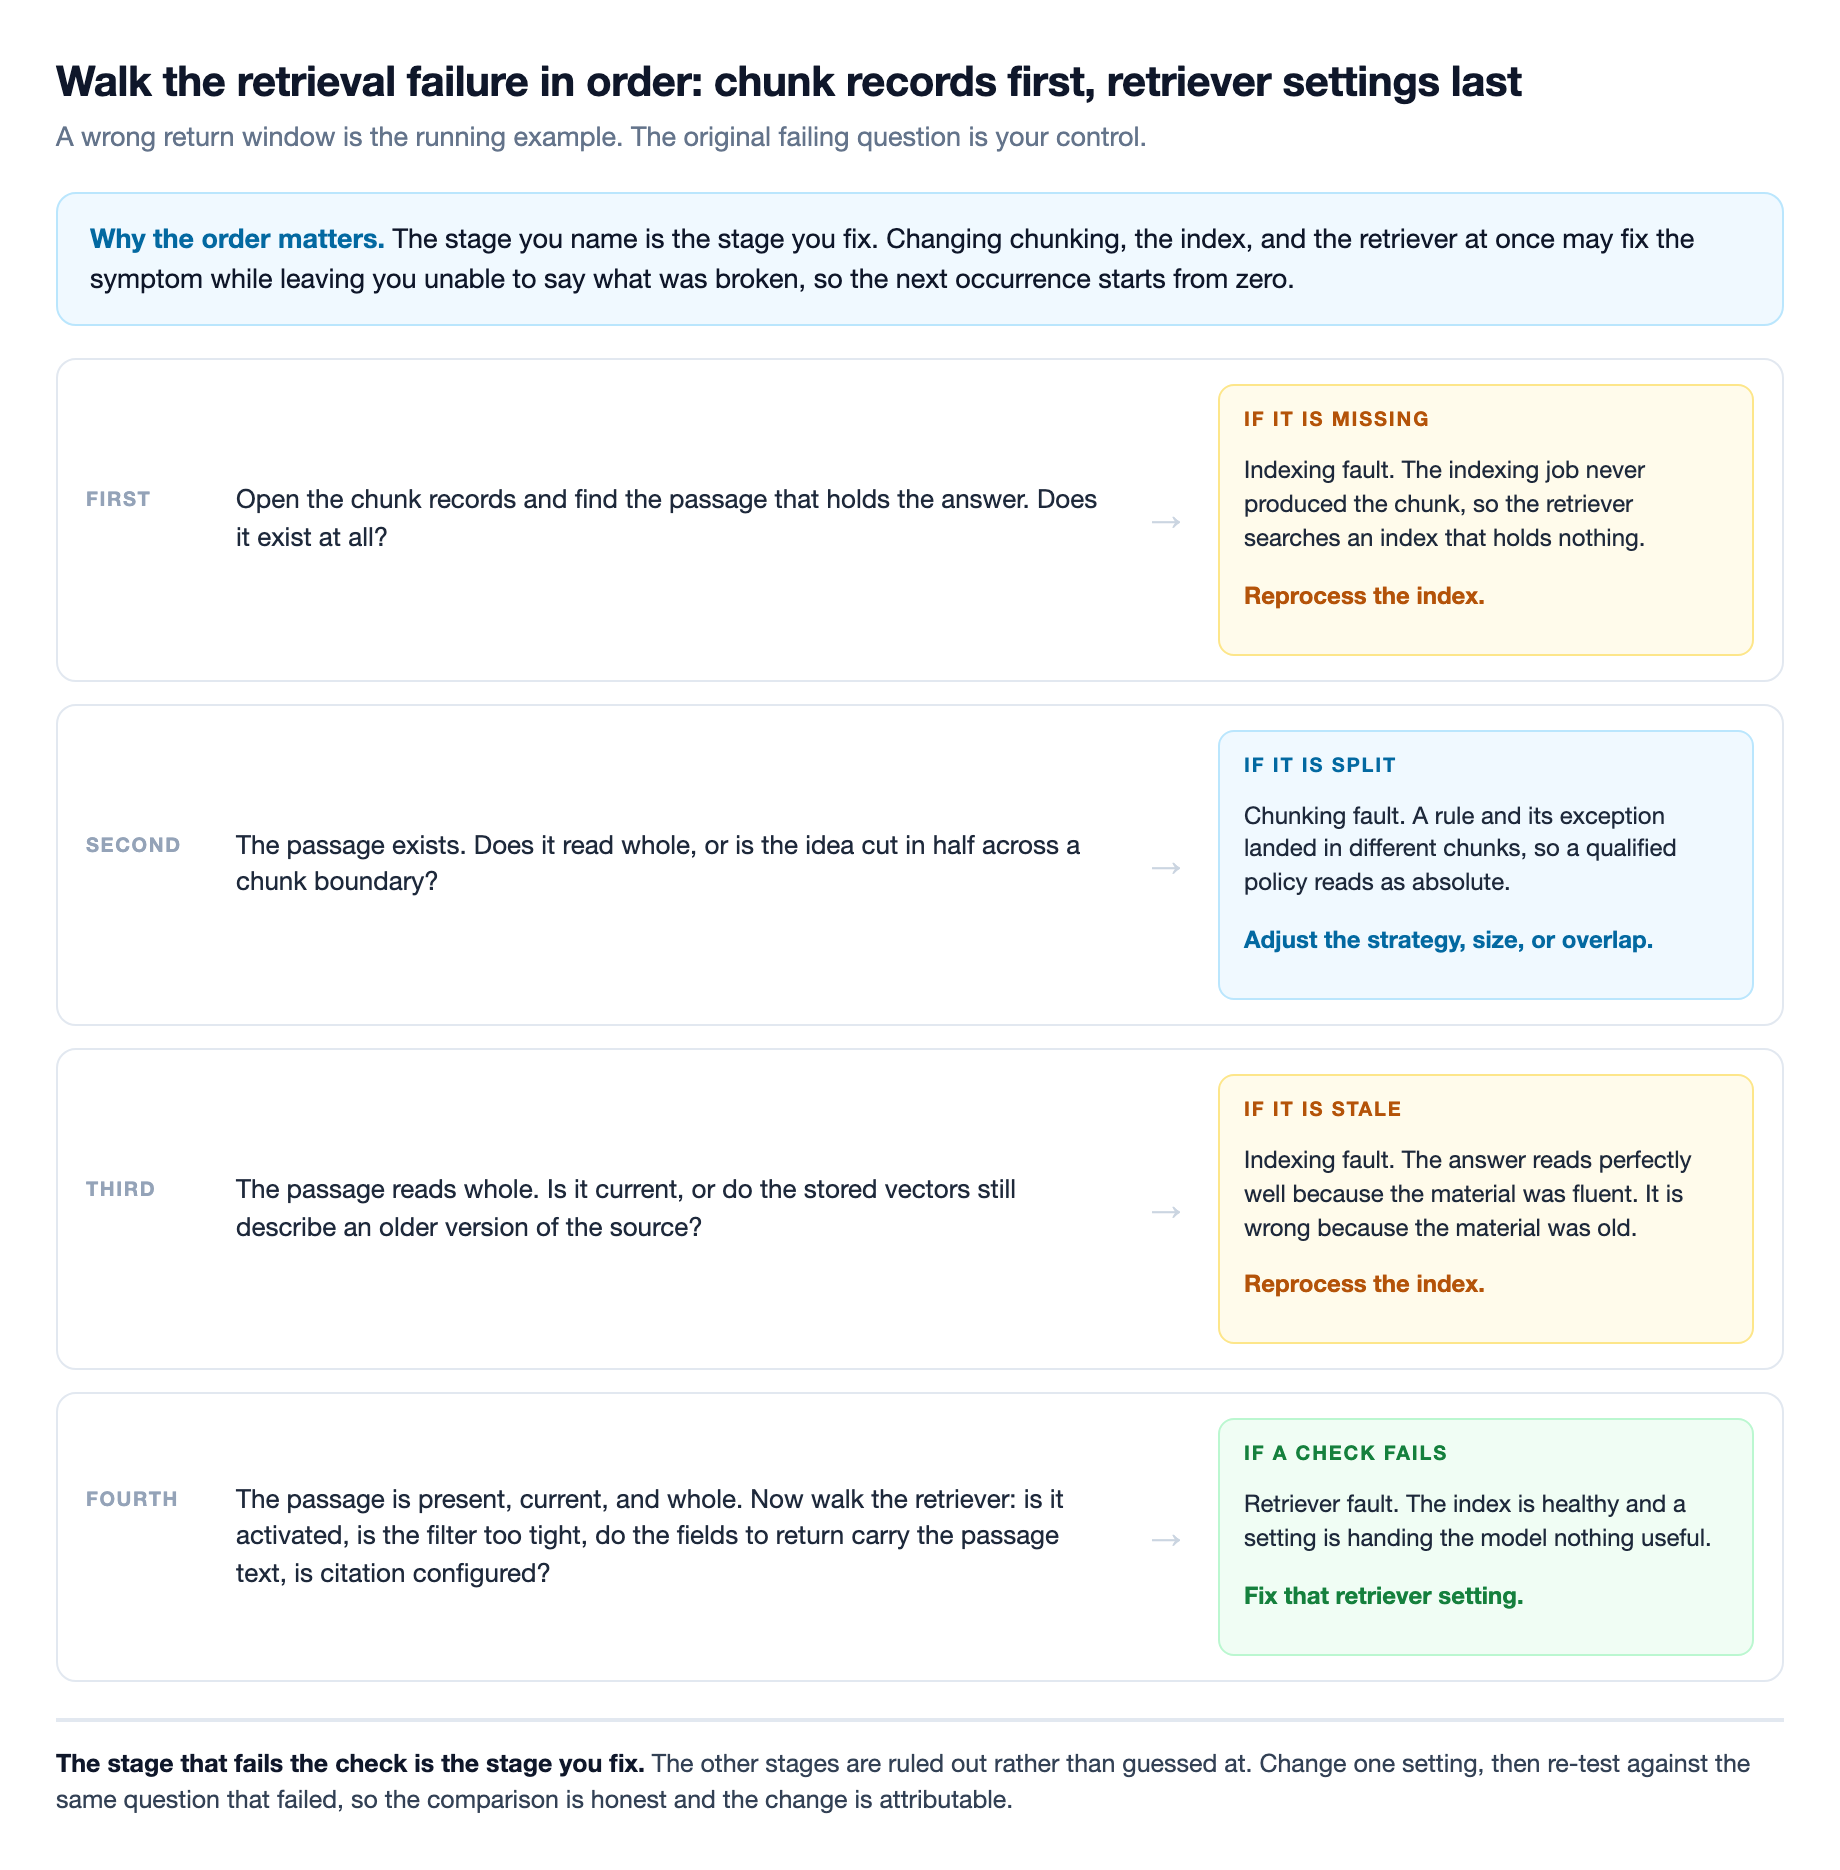 Walk the retrieval failure in order: chunk records first, retriever settings last
A wrong return window is the running example. The original failing question is your control.
Why the order matters. The stage you name is the stage you fix. Changing chunking, the index, and the retriever at once may fix the
symptom while leaving you unable to say what was broken, so the next occurrence starts from zero.
FIRST
Open the chunk records and find the passage that holds the answer. Does
it exist at all?
→
IF IT IS MISSING
Indexing fault. The indexing job never
produced the chunk, so the retriever
searches an index that holds nothing.
Reprocess the index.
SECOND
The passage exists. Does it read whole, or is the idea cut in half across a
chunk boundary?
→
IF IT IS SPLIT
Chunking fault. A rule and its exception
landed in different chunks, so a qualified
policy reads as absolute.
Adjust the strategy, size, or overlap.
THIRD
The passage reads whole. Is it current, or do the stored vectors still
describe an older version of the source?
→
IF IT IS STALE
Indexing fault. The answer reads perfectly
well because the material was fluent. It is
wrong because the material was old.
Reprocess the index.
FOURTH
The passage is present, current, and whole. Now walk the retriever: is it
activated, is the filter too tight, do the fields to return carry the passage
text, is citation configured?
→
IF A CHECK FAILS
Retriever fault. The index is healthy and a
setting is handing the model nothing useful.
Fix that retriever setting.
The stage that fails the check is the stage you fix. The other stages are ruled out rather than guessed at. Change one setting, then re-test against the
same question that failed, so the comparison is honest and the change is attributable.